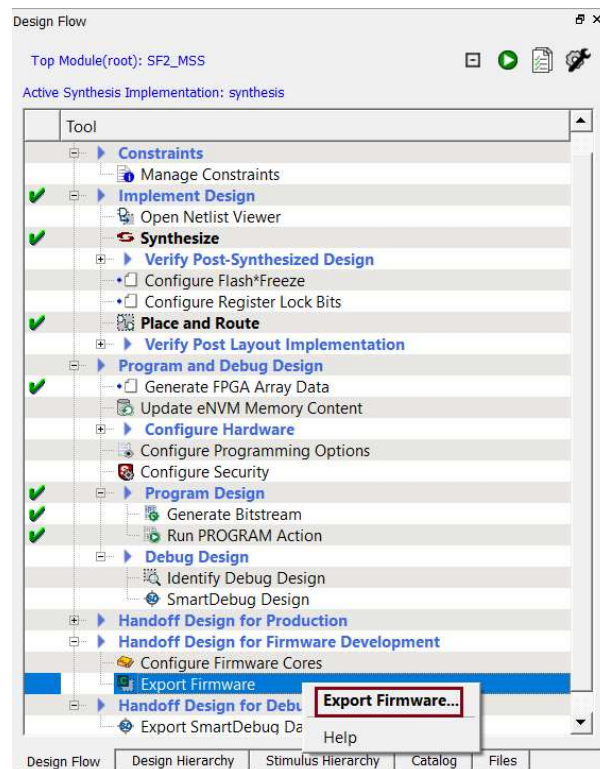 Design Flow
Top Module(root): SF2_MSS
Active Synthesis Implementation: synthesis
Tool
Constraints
Manage Constraints
Implement Design
Open Netlist Viewer
Synthesize
Verify Post-Synthesized Design
Configure Flash*Freeze
Configure Register Lock Bits
Place and Route
Verify Post Layout Implementation
Program and Debug Design
Generate FPGA Array Data
Update eNVM Memory Content
Configure Hardware
Configure Programming Options
Configure Security
Program Design
Generate Bitstream
Run PROGRAM Action
Debug Design
Identify Debug Design
SmartDebug Design
Handoff Design for Production
Handoff Design for Firmware Development
Configure Firmware Cores
Export Firmware
Export Firmware...
Handoff Design for Debu
Export SmartDebug Da
Help
Design Flow Design Hierarchy Stimulus Hierarchy Catalog Files